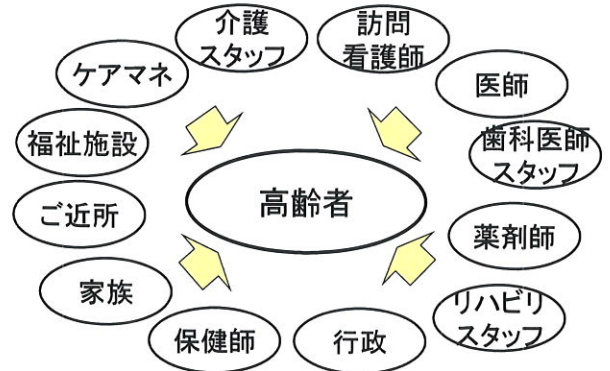 介護
スタッフ
訪問
看護師
ケアマネ
医師
福祉施設
歯科医師
スタッフ
高齢者
ご近所
薬剤師
家族
リハビリ
スタッフ
保健師
行政